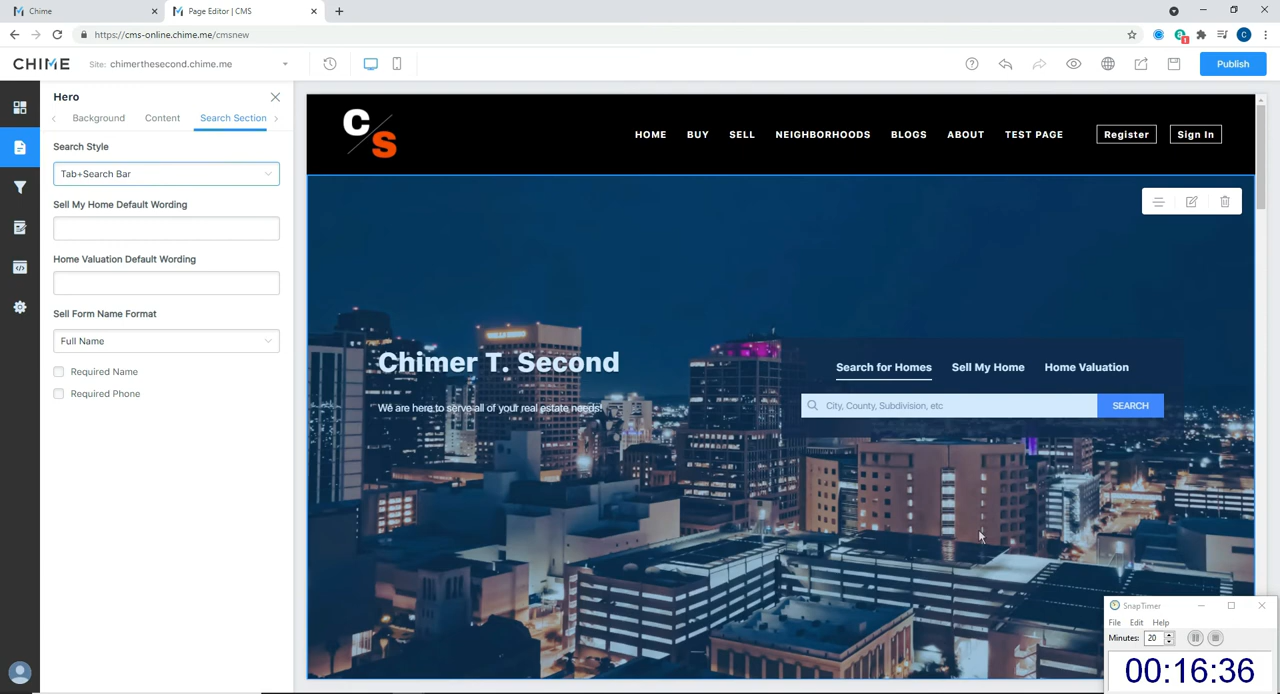 Chime
Page Editor | CMS
https://cms-online.chime.me/cmsnew
1
C
CHIME
Site: chimerthesecond.chime.me
Publish
Hero
Background
Content
Search Section
Search Style
Tab+Search Bar
Sell My Home Default Wording
Home Valuation Default Wording
Sell Form Name Format
Full Name
Required Name
Required Phone
CS
HOME
BUY
SELL
NEIGHBORHOODS
BLOGS
ABOUT
TEST PAGE
Register
Sign In
WELLS FARGO
Chimer T. Second
We are here to serve all of your real estate needs!
Search for Homes
Sell My Home
Home Valuation
City, County, Subdivision, etc
SEARCH
SnapTimer
File Edit Help
Minutes: 20
00:16:36